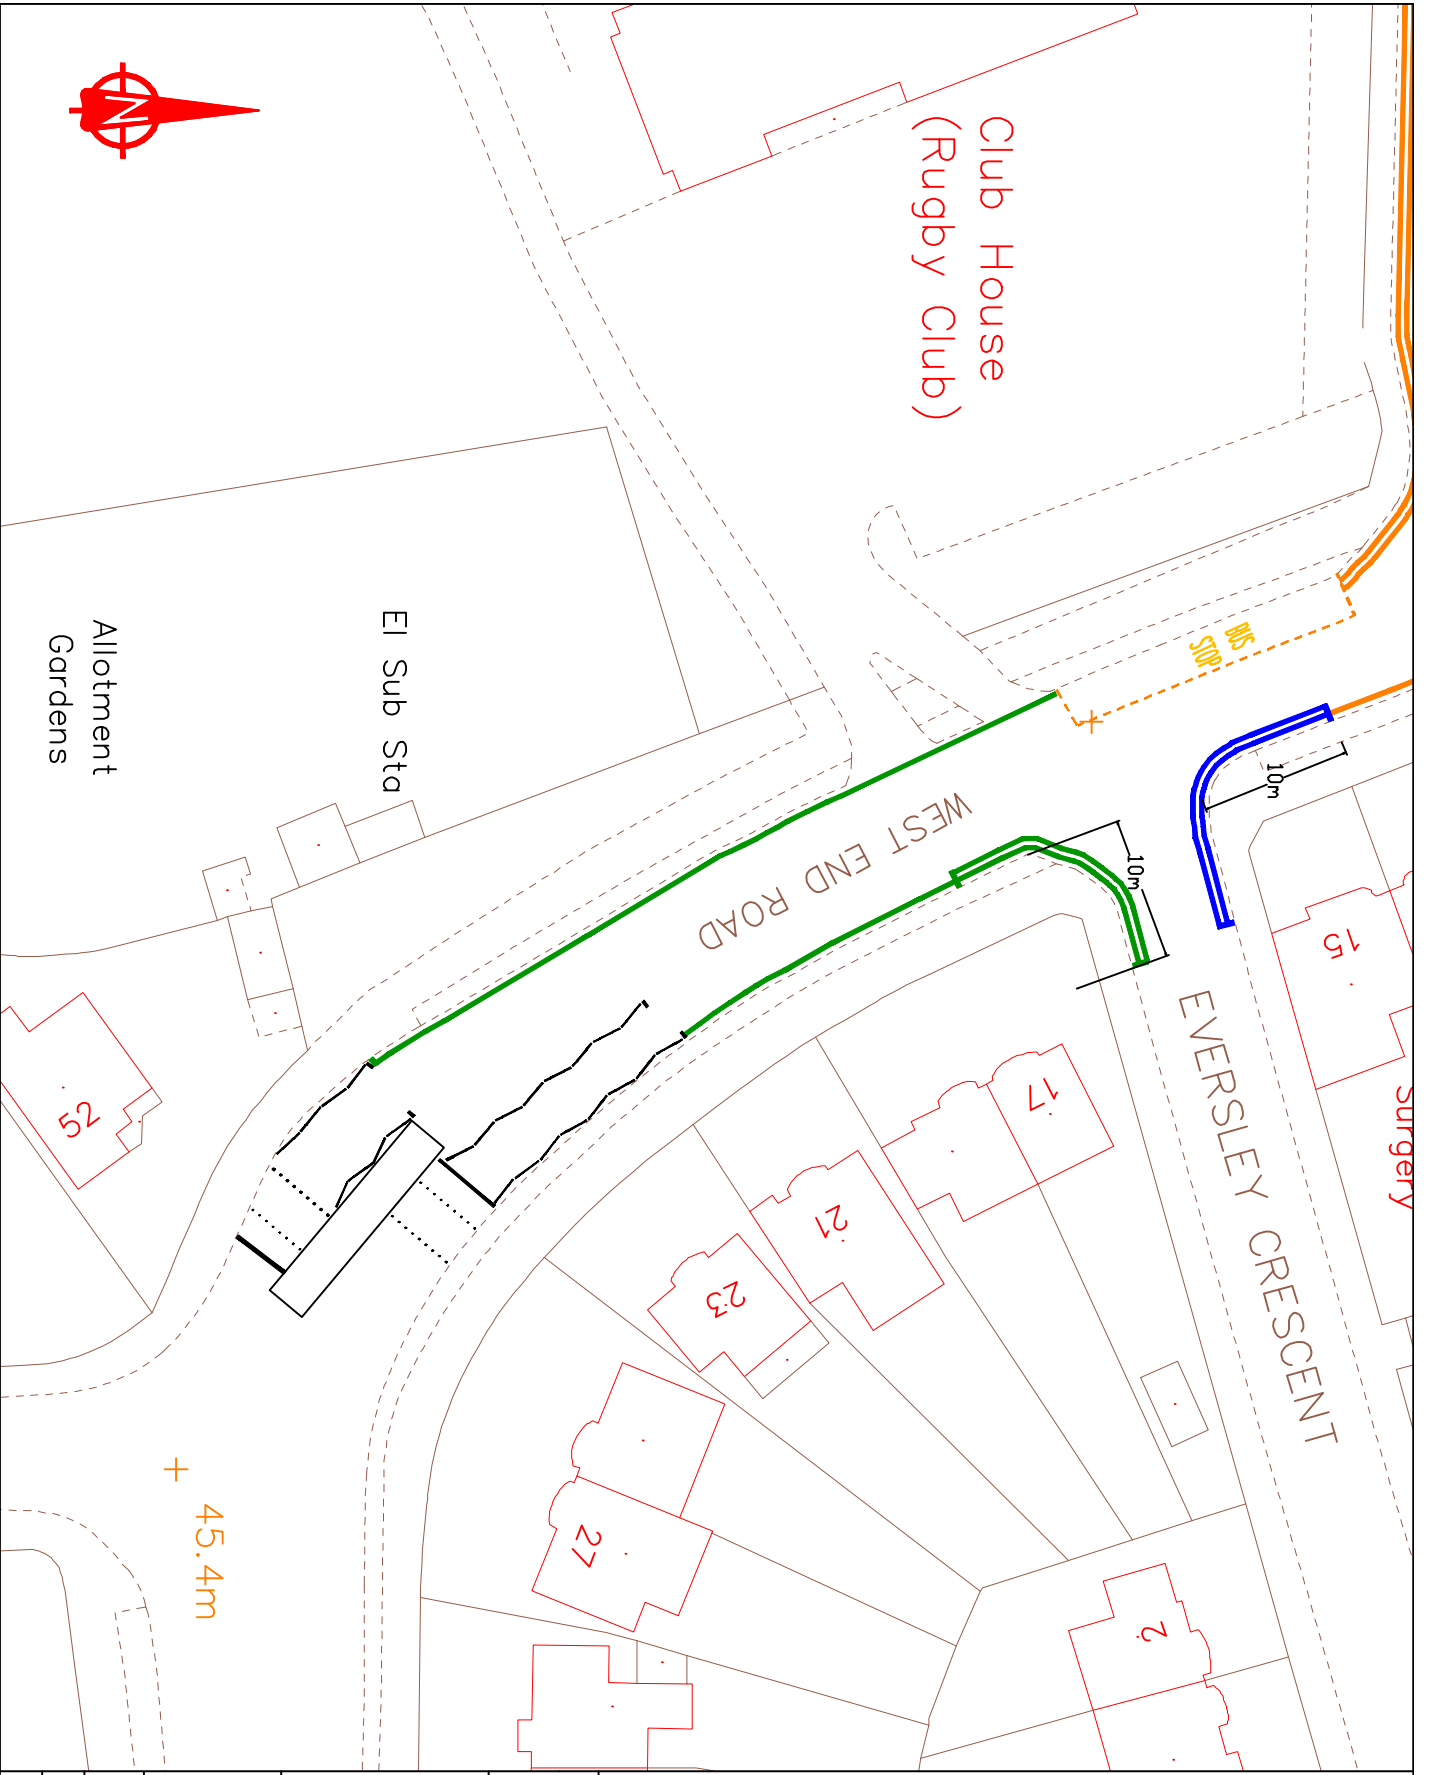 Club House
(Rugby Club)
N
BUS
STOP
10m
10m
WEST END ROAD
EVERSLEY CRESCENT
El Sub Sta
Allotment
Gardens
15
Surgery
17
21
23
27
2
52
45.4m